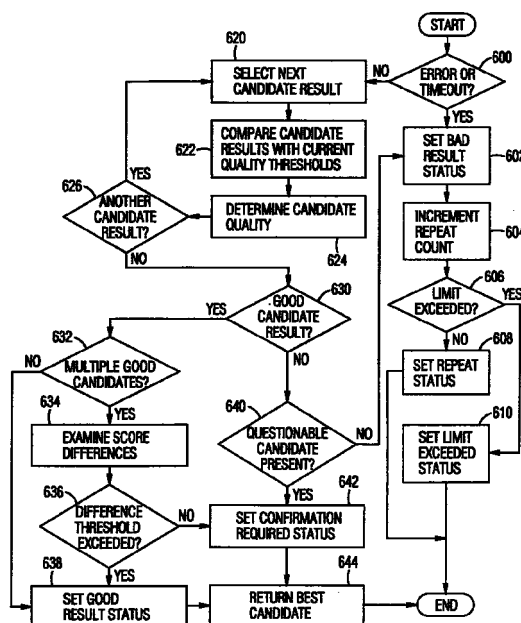 START
620
SELECT NEXT
CANDIDATE RESULT
NO
600
ERROR OR
TIMEOUT?
YES
622
COMPARE CANDIDATE
RESULTS WITH CURRENT
QUALITY THRESHOLDS
SET BAD
RESULT
STATUS
602
YES
626
ANOTHER
CANDIDATE
RESULT?
DETERMINE CANDIDATE
QUALITY
624
INCREMENT
REPEAT
COUNT
604
NO
606
LIMIT
EXCEEDED?
YES
NO
608
SET REPEAT
STATUS
610
SET LIMIT
EXCEEDED
STATUS
630
GOOD
CANDIDATE
RESULT?
YES
NO
632
NO
MULTIPLE GOOD
CANDIDATES?
YES
634
EXAMINE SCORE
DIFFERENCES
640
QUESTIONABLE
CANDIDATE
PRESENT?
NO
YES
636
DIFFERENCE
THRESHOLD
EXCEEDED?
NO
642
SET CONFIRMATION
REQUIRED STATUS
YES
638
SET GOOD
RESULT STATUS
644
RETURN BEST
CANDIDATE
END